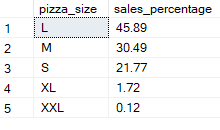 pizza_size sales_percentage
1 L 45.89
2 M 30.49
3 S 21.77
4 XL 1.72
5 XXL 0.12